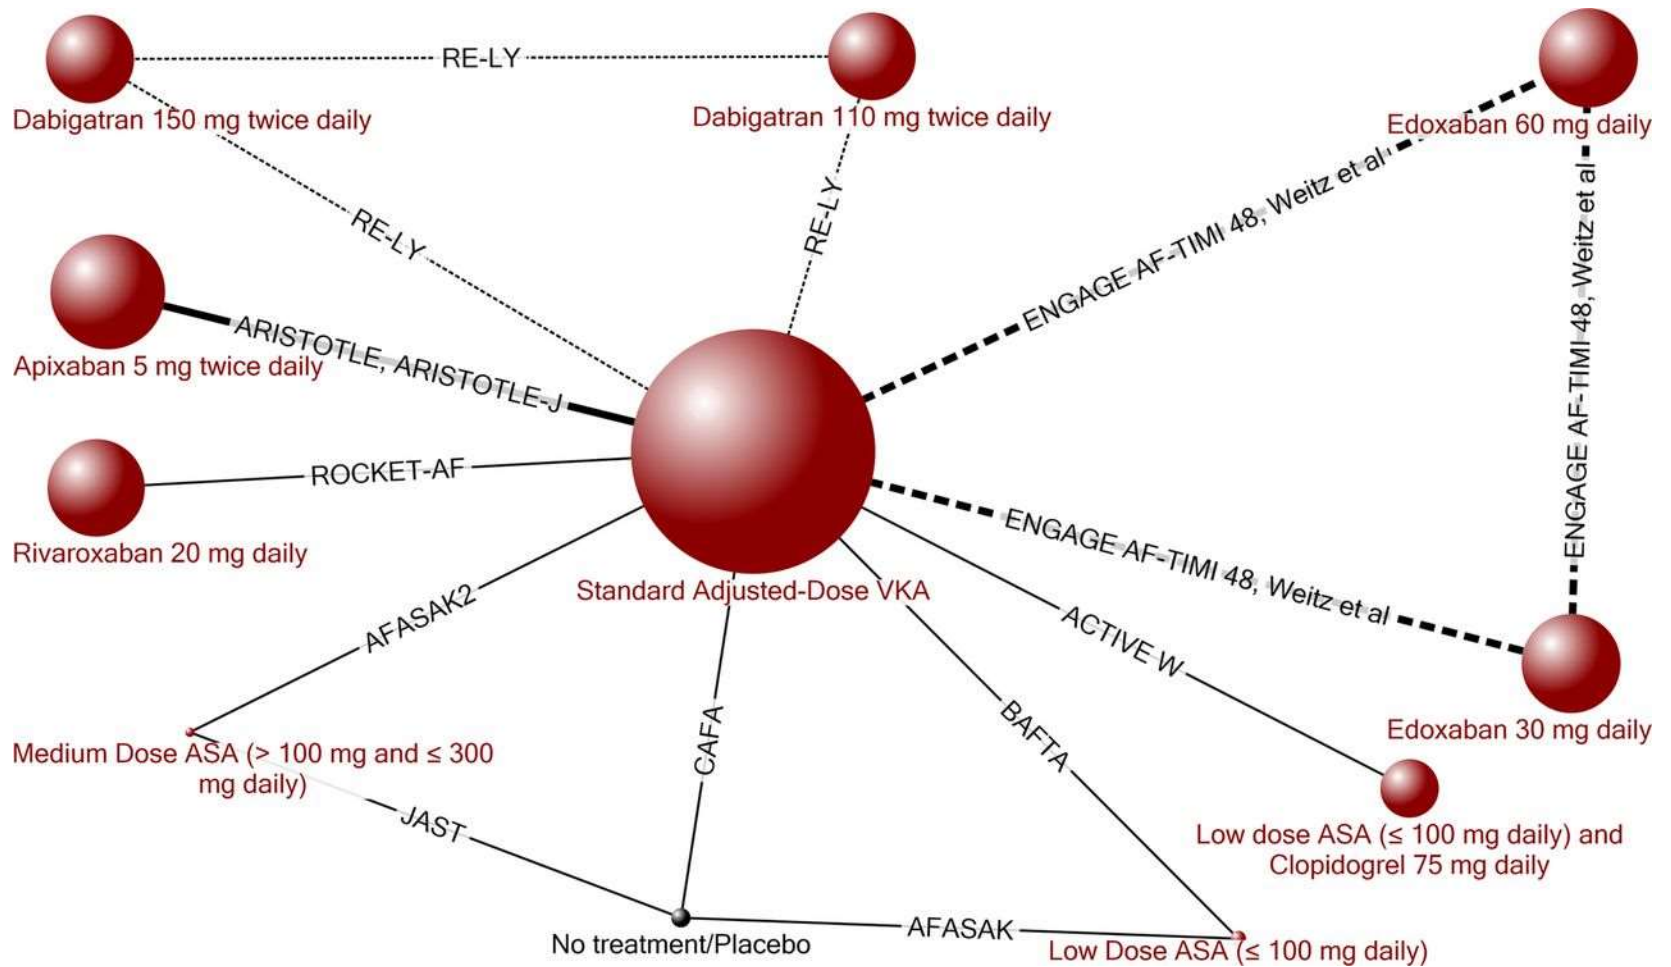 RE-LY
Dabigatran 150 mg twice daily
Dabigatran 110 mg twice daily
Edoxaban 60 mg daily
RE-LY
RE-LY
ENGAGE AF-TIMI 48, Weitz et al
ENGAGE AF-TIMI 48, Weitz et al
ARISTOTLE, ARISTOTLE-J
Apixaban 5 mg twice daily
ROCKET-AF
Rivaroxaban 20 mg daily
Standard Adjusted-Dose VKA
ENGAGE AF-TIMI 48, Weitz et al
AFASAK2
ACTIVE W
CAFA
BAFTA
Edoxaban 30 mg daily
Medium Dose ASA (> 100 mg and ≤ 300
mg daily)
JAST
Low dose ASA (≤ 100 mg daily) and
Clopidogrel 75 mg daily
AFASAK
No treatment/Placebo
Low Dose ASA (≤ 100 mg daily)